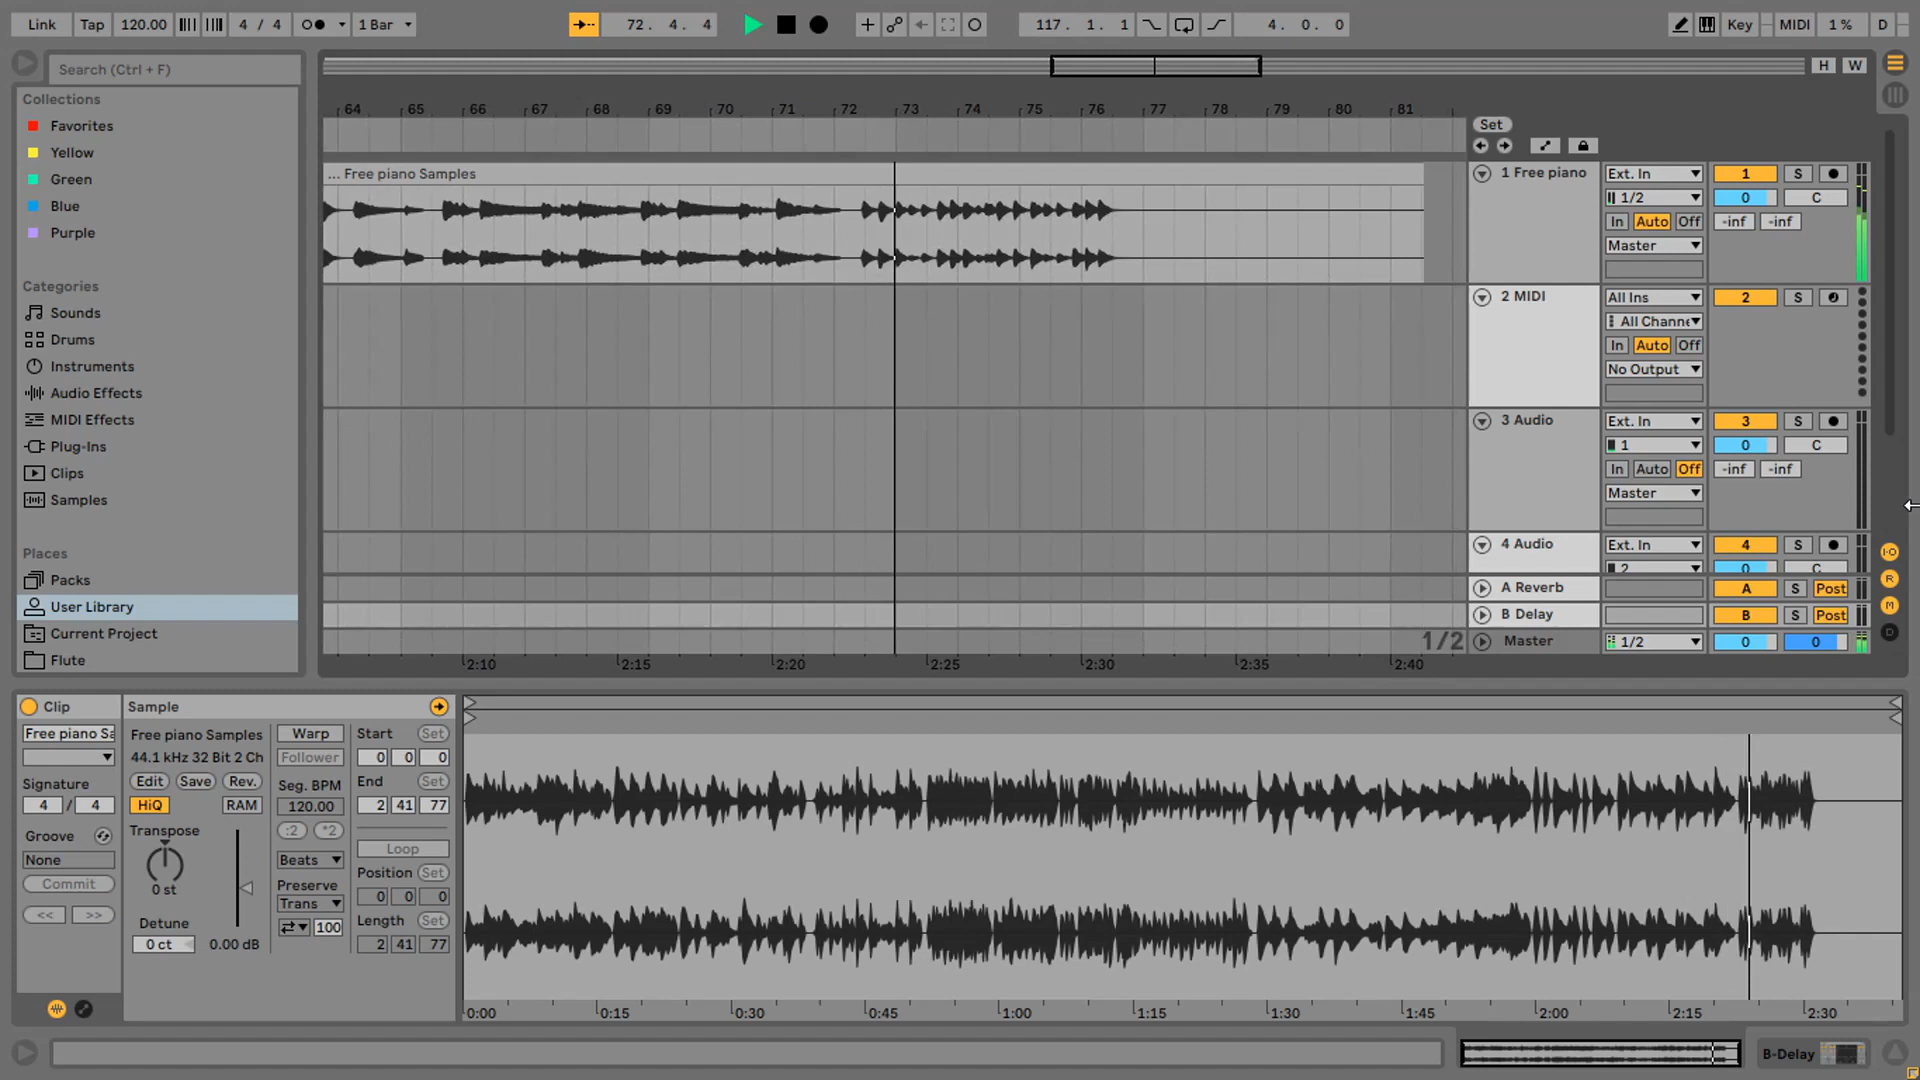 Link Tap 120.00 4 / 4 1 Bar 72. 4. 4 117. 1. 1 4. 0. 0 Key MIDI 1 % D
Search (Ctrl + F)
H W
Collections
Favorites
Yellow
Green
Blue
Purple
Categories
Sounds
Drums
Instruments
Audio Effects
MIDI Effects
Plug-Ins
Clips
Samples
Places
Packs
User Library
Current Project
Flute
64 65 66 67 68 69 70 71 72 73 74 75 76 77 78 79 80 81
Set
... Free piano Samples
1 Free piano Ext. In 1 S
1/2 0 C
In Auto Off -inf -inf
Master
2 MIDI All Ins 2 S
All Channe
In Auto Off
No Output
3 Audio Ext. In 3 S
1 0 C
In Auto Off -inf -inf
Master
4 Audio Ext. In 4 S
2 0 C
A Reverb A S Post
B Delay B S Post
1/2 Master 1/2 0 0
I-O
R
M
D
2:10 2:15 2:20 2:25 2:30 2:35 2:40
Clip
Free piano Sa
Signature
4 / 4
Groove
None
Commit
<< >>
Sample
Free piano Samples
44.1 kHz 32 Bit 2 Ch
Edit Save Rev.
HiQ RAM
Transpose
0 st
Detune
0 ct 0.00 dB
Warp
Follower
Seg. BPM
120.00
:2 *2
Beats
Preserve
Trans
100
Start Set
0 0 0
End Set
2 41 77
Loop
Position Set
0 0 0
Length Set
2 41 77
0:00 0:15 0:30 0:45 1:00 1:15 1:30 1:45 2:00 2:15 2:30
B-Delay